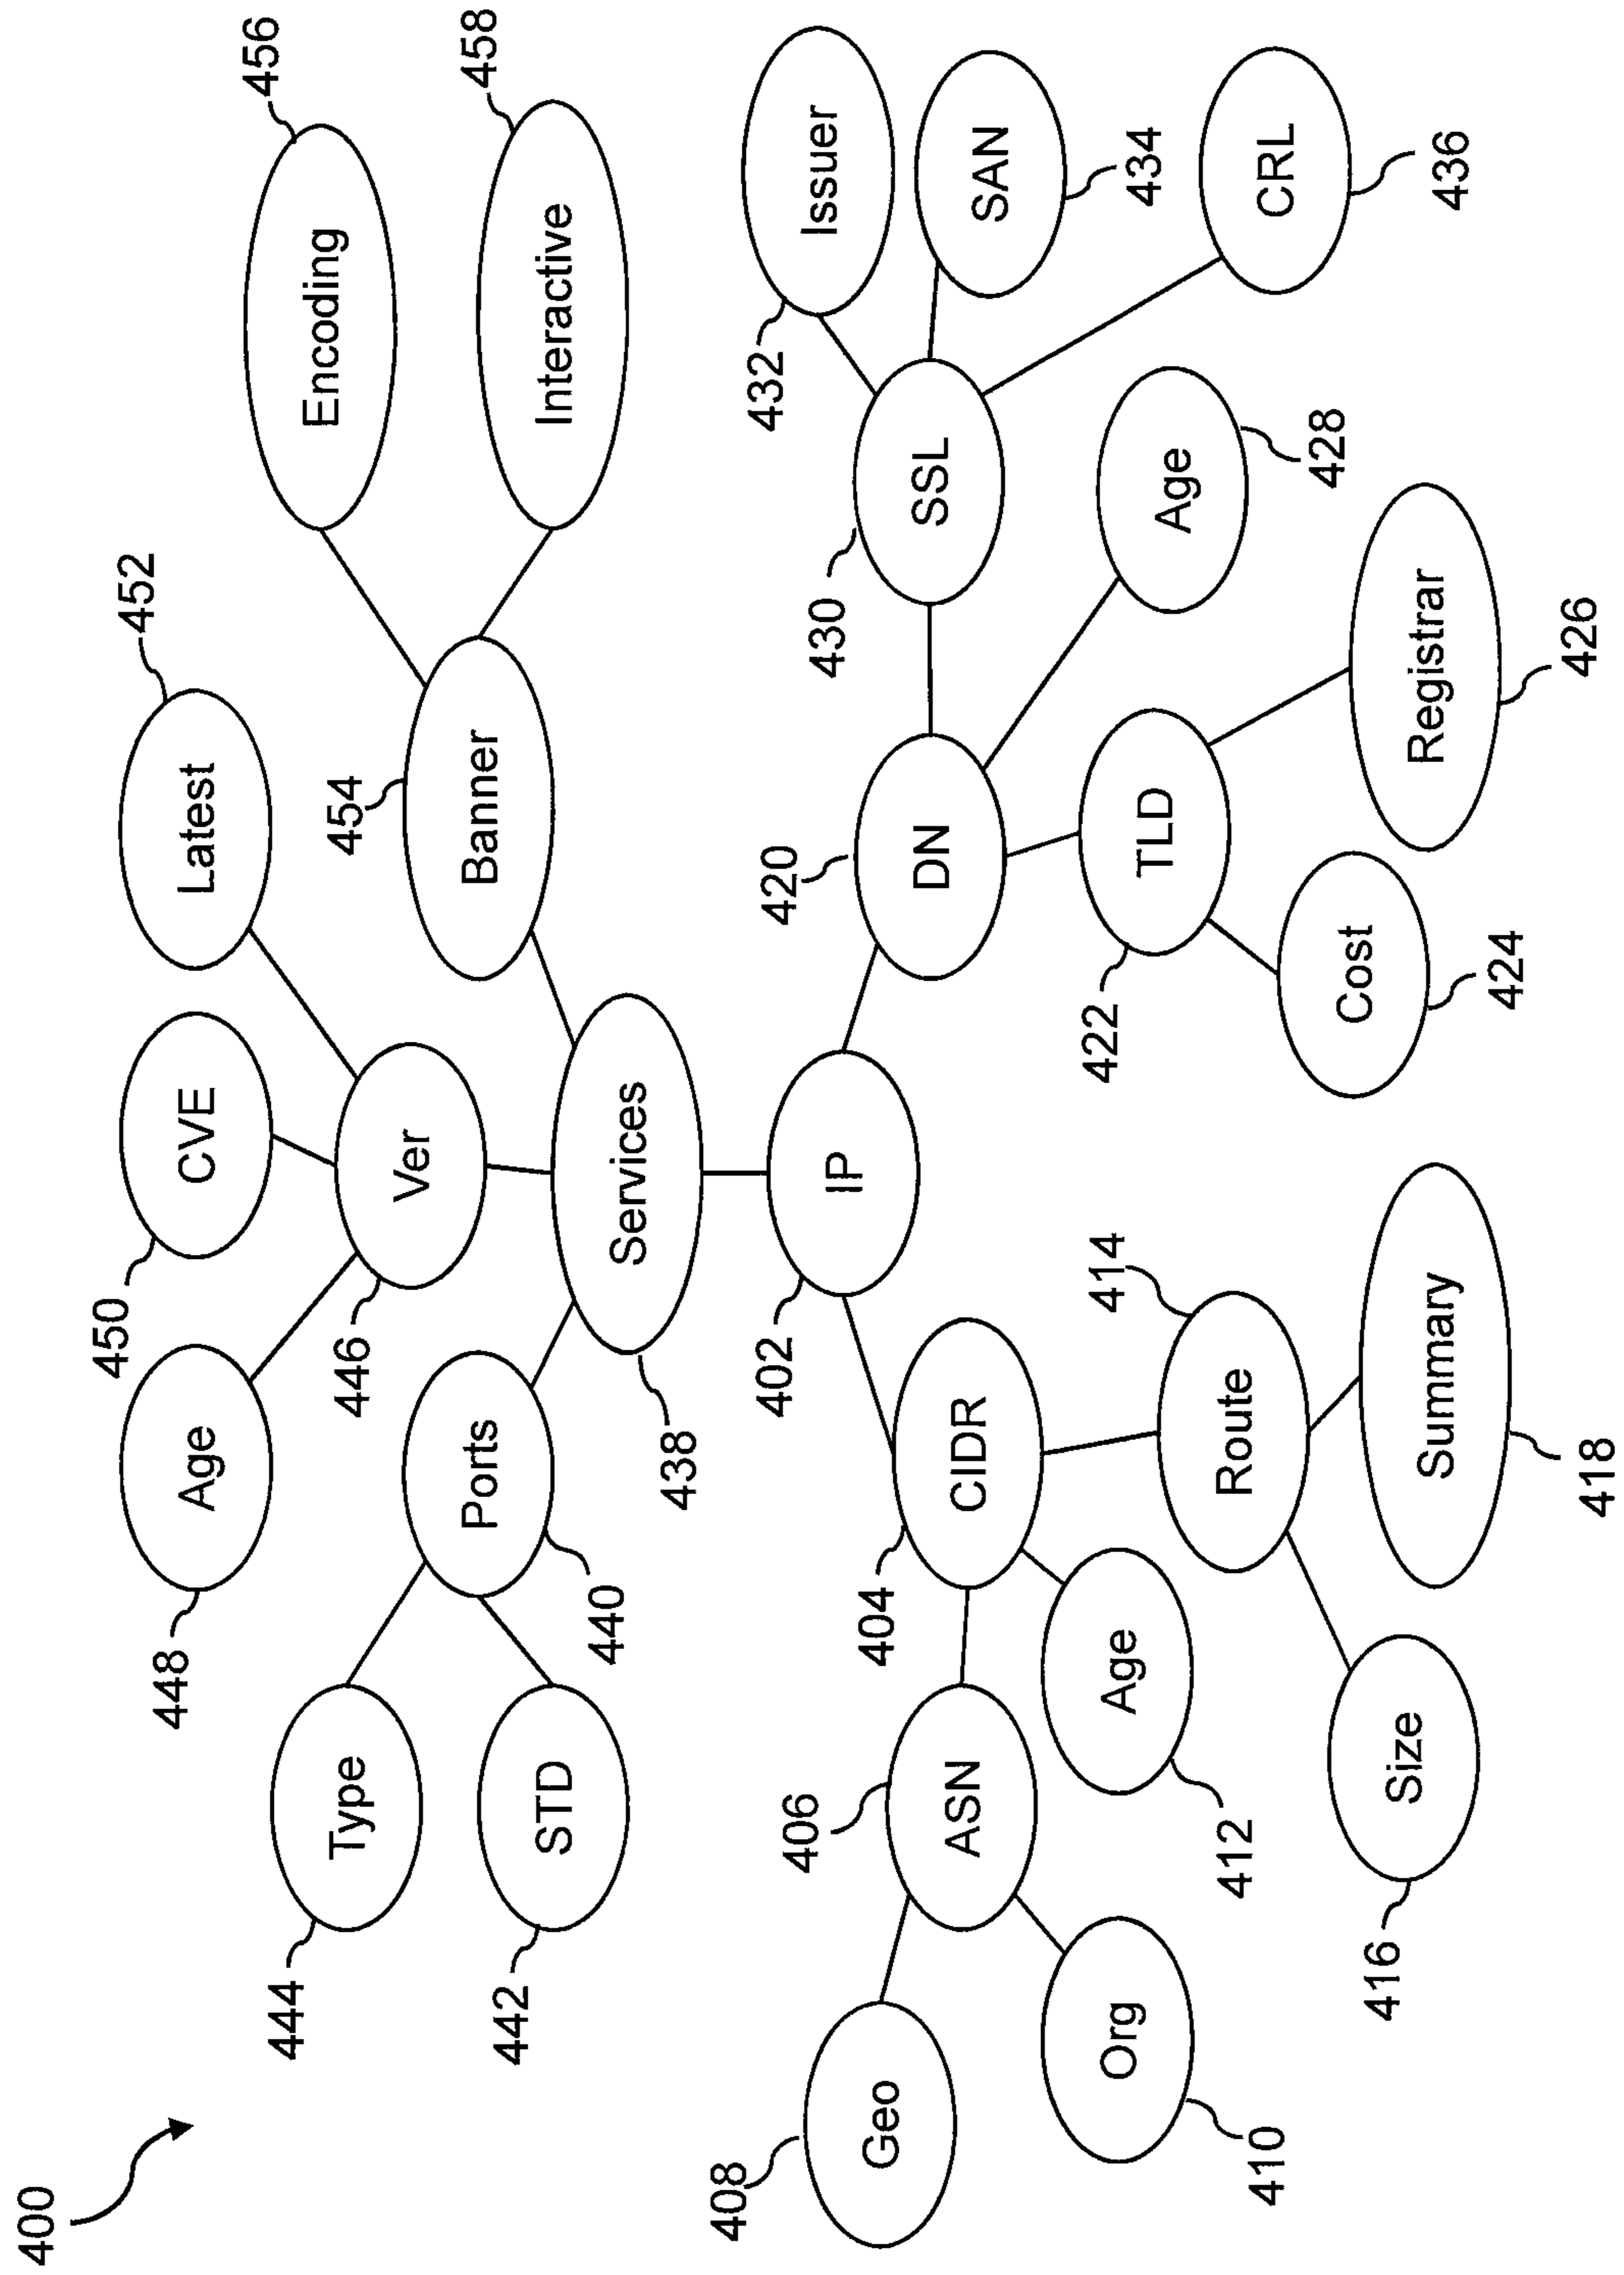 400
448
Age
450
CVE
Latest
452
456
Encoding
444
Type
446
Ver
454
Banner
458
Interactive
442
STD
440
Ports
438
Services
402
IP
420
DN
430
SSL
432
Issuer
SAN
434
CRL
436
408
Geo
406
ASN
404
CIDR
414
Route
422
TLD
Age
428
410
Org
412
Age
416
Size
Summary
418
Cost
424
Registrar
426